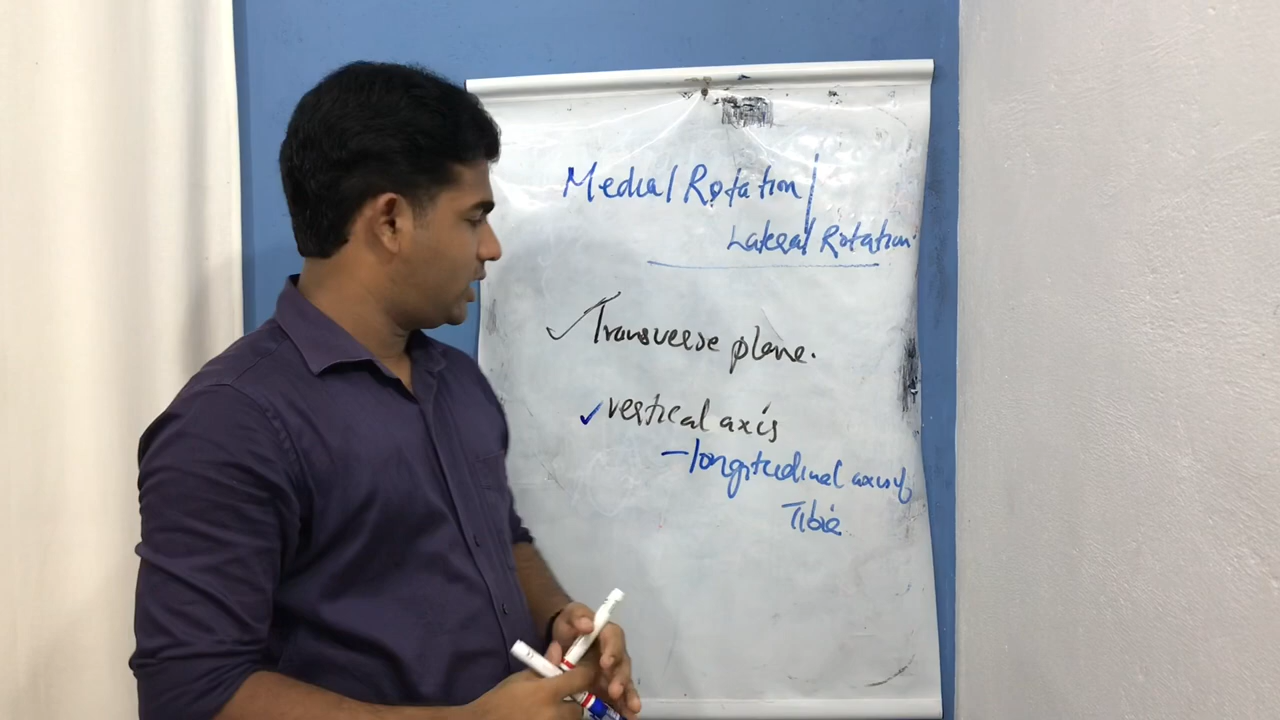 Medial Rotation /
Lateral Rotation.
✓ Transverse plane.
✓ vertical axis
- longitudinal axis of
Tibia